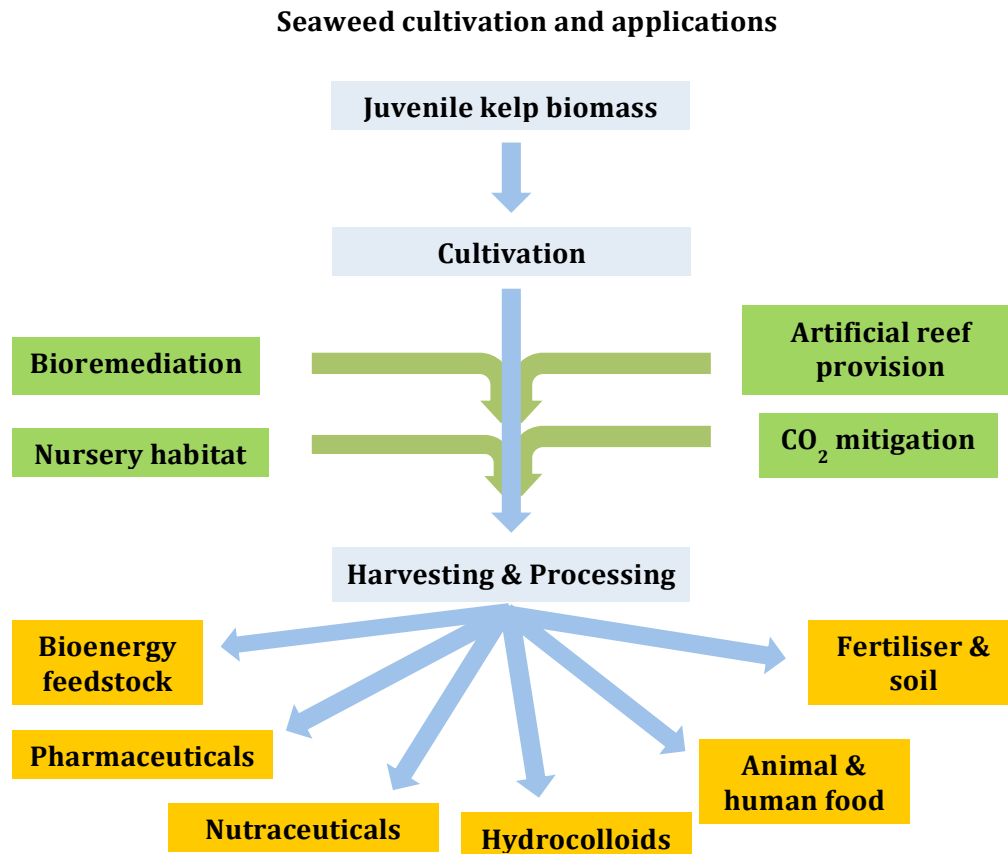 Seaweed cultivation and applications
Juvenile kelp biomass
Cultivation
Bioremediation
Artificial reef
provision
Nursery habitat
CO₂ mitigation
Harvesting & Processing
Bioenergy
feedstock
Fertiliser &
soil
Pharmaceuticals
Animal &
human food
Nutraceuticals
Hydrocolloids